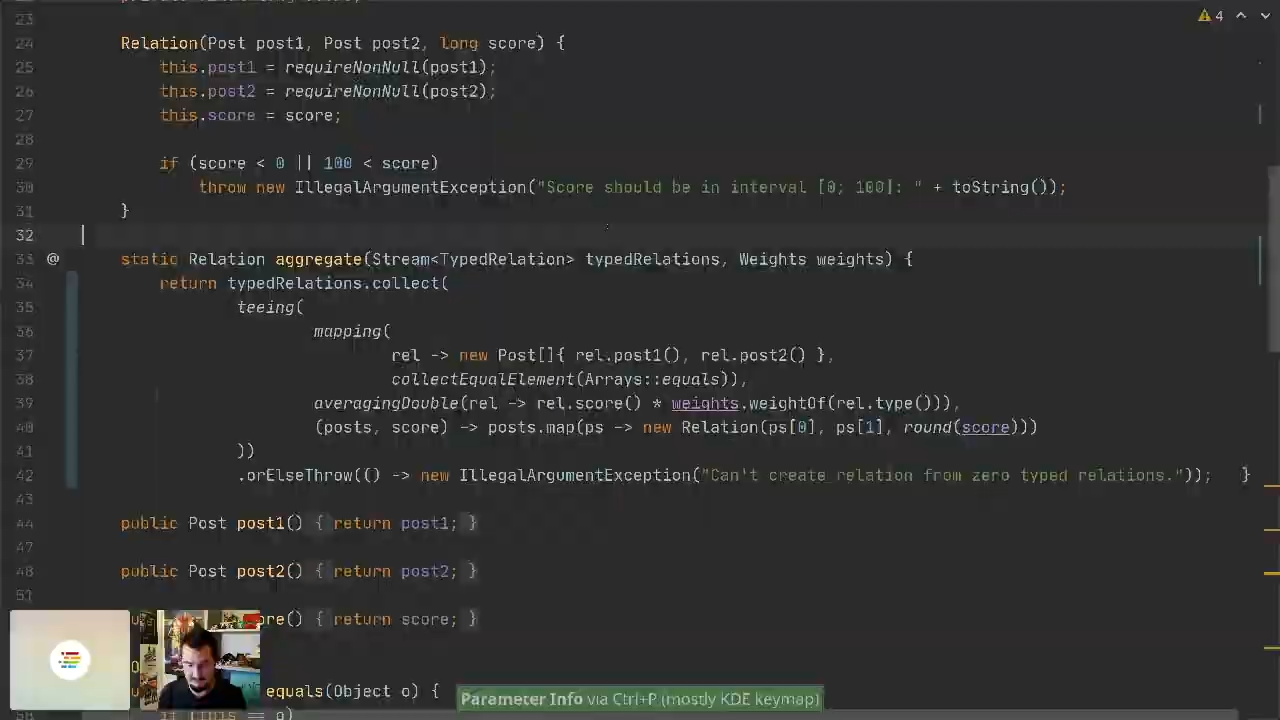 23
24 Relation(Post post1, Post post2, long score) {
25 this.post1 = requireNonNull(post1);
26 this.post2 = requireNonNull(post2);
27 this.score = score;
28
29 if (score < 0 || 100 < score)
30 throw new IllegalArgumentException("Score should be in interval [0; 100]: " + toString());
31 }
32
33 @ static Relation aggregate(Stream<TypedRelation> typedRelations, Weights weights) {
34 return typedRelations.collect(
35 teeing(
36 mapping(
37 rel -> new Post[]{ rel.post1(), rel.post2() },
38 collectEqualElement(Arrays::equals)),
39 averagingDouble(rel -> rel.score() * weights.weightOf(rel.type())),
40 (posts, score) -> posts.map(ps -> new Relation(ps[0], ps[1], round(score)))
41 ))
42 .orElseThrow(() -> new IllegalArgumentException("Can't create relation from zero typed relations.")); }
43
44 public Post post1() { return post1; }
47
48 public Post post2() { return post2; }
51
ore() { return score; }
equals(Object o) {
Parameter Info via Ctrl+P (mostly KDE keymap)
4